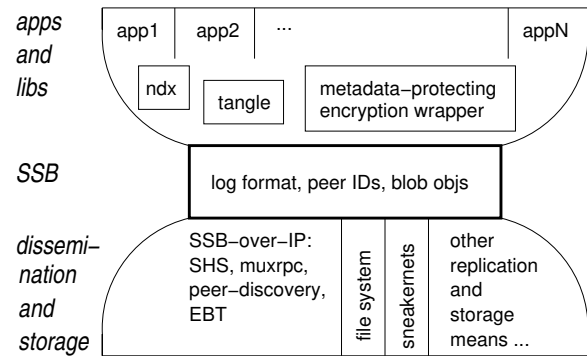 apps
and
libs
app1
app2
...
appN
ndx
tangle
metadata−protecting
encryption wrapper
SSB
log format, peer IDs, blob objs
dissemi−
nation
and
storage
SSB−over−IP:
SHS, muxrpc,
peer−discovery,
EBT
file system
sneakernets
other
replication
and
storage
means ...